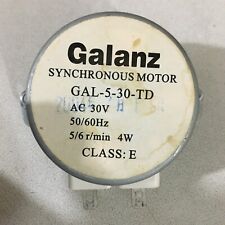 Galanz
SYNCHRONOUS MOTOR
GAL-5-30-TD
AC 30V
50/60Hz
5/6 r/min 4W
CLASS: E